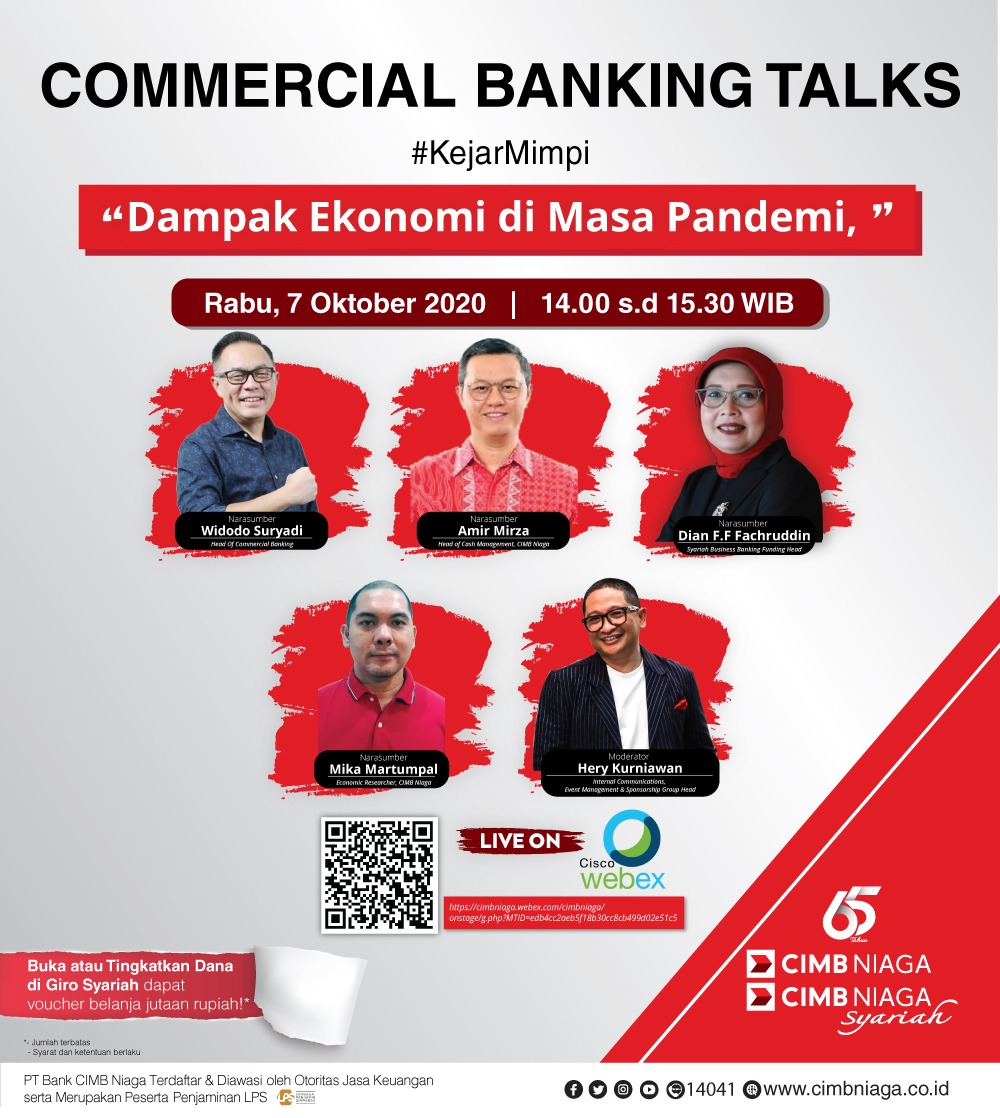 COMMERCIAL BANKING TALKS
#KejarMimpi
“Dampak Ekonomi di Masa Pandemi, ”
Rabu, 7 Oktober 2020 | 14.00 s.d 15.30 WIB
Narasumber
Widodo Suryadi
Head Of Commercial Banking
Narasumber
Amir Mirza
Head of Cash Management, CIMB Niaga
Narasumber
Dian F.F Fachruddin
Syariah Business Banking Funding Head
Narasumber
Mika Martumpal
Economic Researcher, CIMB Niaga
Moderator
Hery Kurniawan
Internal Communications,
Event Management & Sponsorship Group Head
LIVE ON
Cisco
webex
https://cimbniaga.webex.com/cimbniaga/
onstage/g.php?MTID=edb4cc2aeb5f18b30cc8cb499d02e51c5
65
Tahun
CIMB NIAGA
CIMB NIAGA
Syariah
Buka atau Tingkatkan Dana
di Giro Syariah dapat
voucher belanja jutaan rupiah!*
*- Jumlah terbatas
- Syarat dan ketentuan berlaku
PT Bank CIMB Niaga Terdaftar & Diawasi oleh Otoritas Jasa Keuangan
serta Merupakan Peserta Penjaminan LPS LPS
14041 www.cimbniaga.co.id